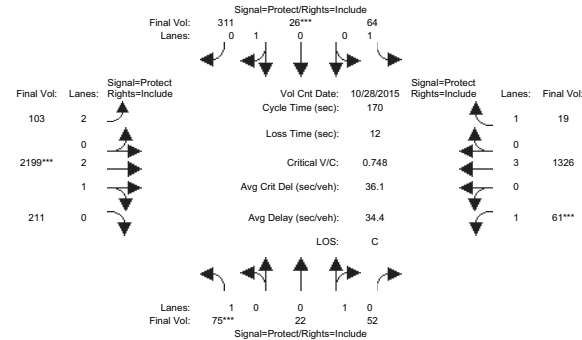 Signal=Protect/Rights=Include
Final Vol: 311 26*** 64
Lanes: 0 1 0 0 1
Signal=Protect
Final Vol: Lanes: Rights=Include Vol Cnt Date: 10/28/2015 Signal=Protect
Rights=Include Lanes: Final Vol:
Cycle Time (sec): 170
103 2 1 19
Loss Time (sec): 12
0 0
2199*** 2 Critical V/C: 0.748 3 1326
1 Avg Crit Del (sec/veh): 36.1 0
211 0 Avg Delay (sec/veh): 34.4 1 61***
LOS: C
Lanes: 1 0 0 1 0
Final Vol: 75*** 22 52
Signal=Protect/Rights=Include